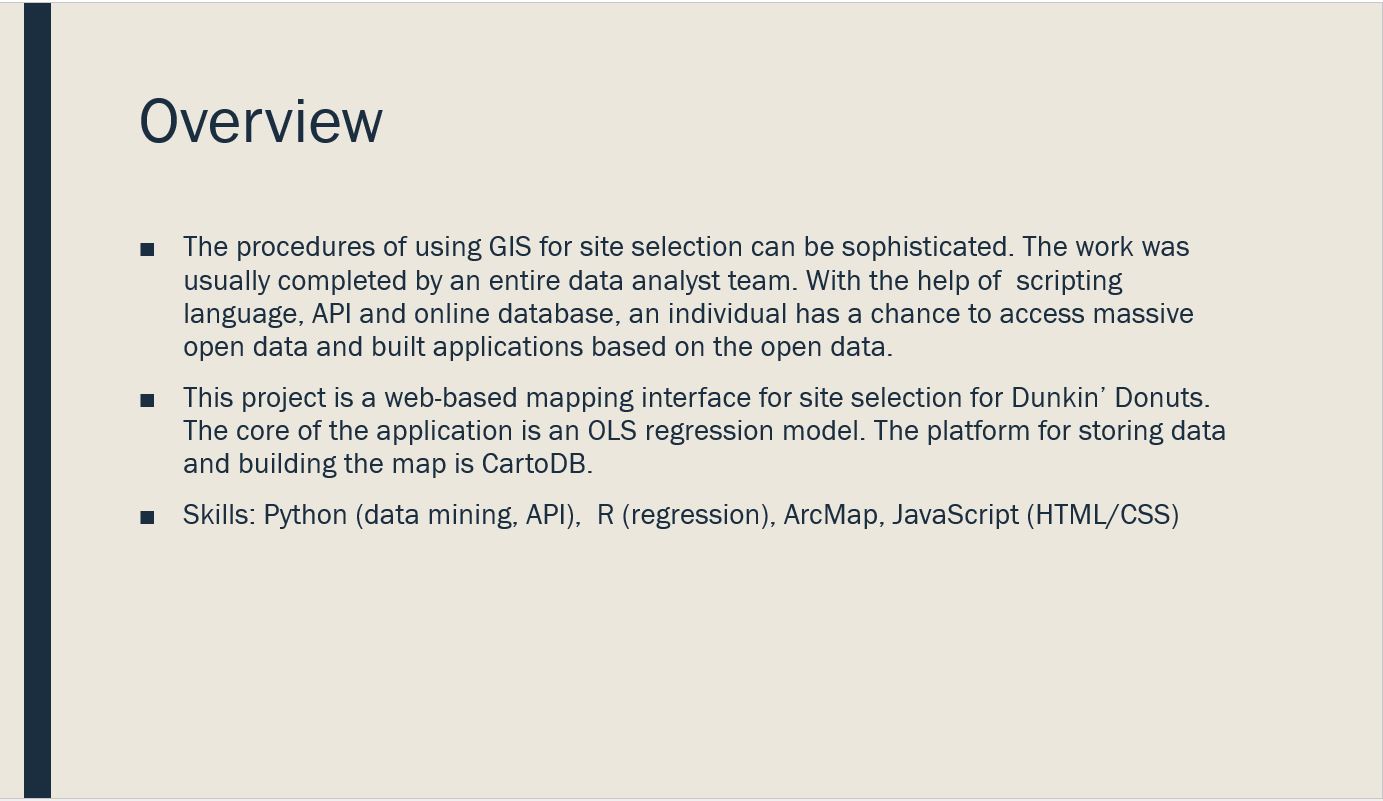 Overview
■ The procedures of using GIS for site selection can be sophisticated. The work was
usually completed by an entire data analyst team. With the help of  scripting
language, API and online database, an individual has a chance to access massive
open data and built applications based on the open data.
■ This project is a web-based mapping interface for site selection for Dunkin’ Donuts.
The core of the application is an OLS regression model. The platform for storing data
and building the map is CartoDB.
■ Skills: Python (data mining, API),  R (regression), ArcMap, JavaScript (HTML/CSS)